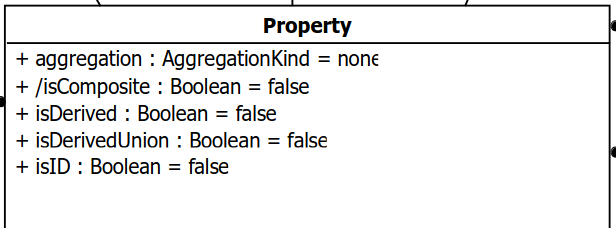 Property
+ aggregation : AggregationKind = none
+ /isComposite : Boolean = false
+ isDerived : Boolean = false
+ isDerivedUnion : Boolean = false
+ isID : Boolean = false